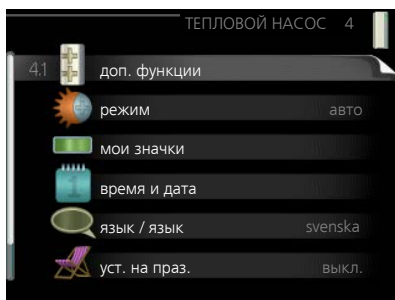 ТЕПЛОВОЙ НАСОС 4
4.1 доп. функции
режим авто
мои значки
время и дата
язык / язык svenska
уст. на праз. выкл.